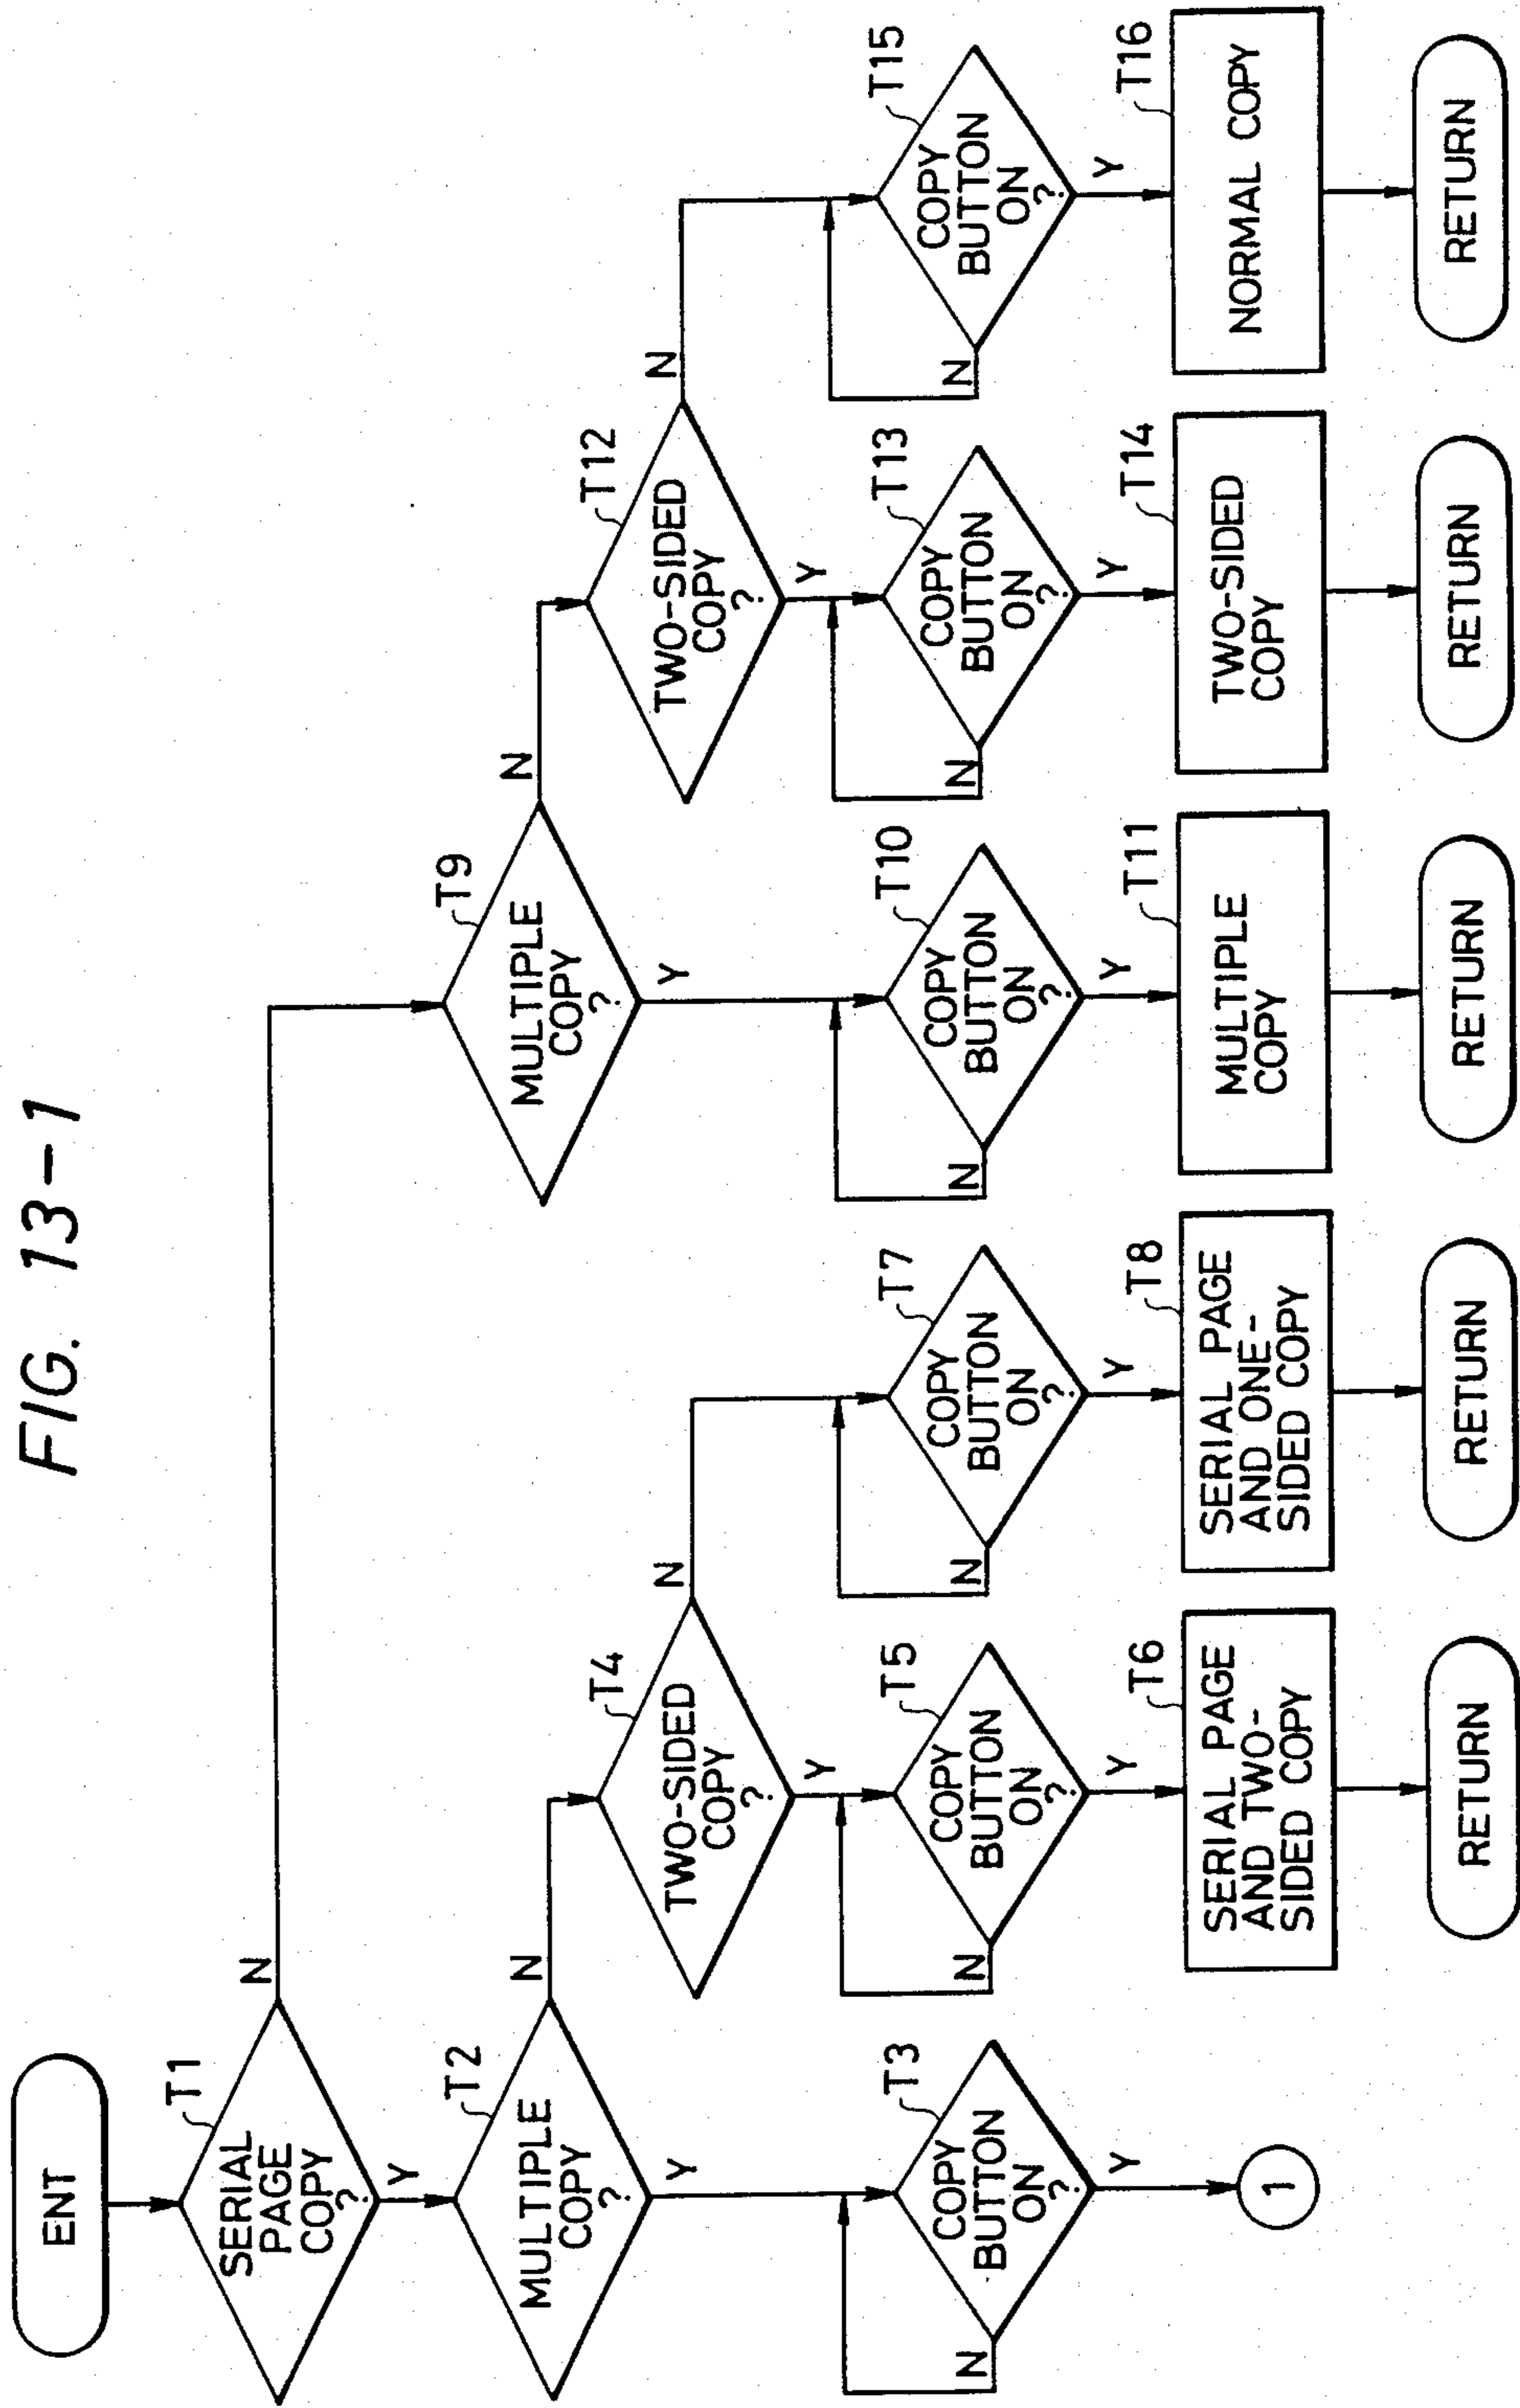 FIG. 13-1
ENT
T1
SERIAL
PAGE
COPY
?
N
Y
T2
MULTIPLE
COPY
?
N
Y
T3
COPY
BUTTON
ON
?
N
Y
1
T4
TWO-SIDED
COPY
?
N
Y
T5
COPY
BUTTON
ON
?
N
Y
T6
SERIAL PAGE
AND TWO-
SIDED COPY
RETURN
T7
COPY
BUTTON
ON
?
N
Y
T8
SERIAL PAGE
AND ONE-
SIDED COPY
RETURN
T9
MULTIPLE
COPY
?
N
Y
T10
COPY
BUTTON
ON
?
N
Y
T11
MULTIPLE
COPY
RETURN
T12
TWO-SIDED
COPY
?
N
Y
T13
COPY
BUTTON
ON
?
N
Y
T14
TWO-SIDED
COPY
RETURN
T15
COPY
BUTTON
ON
?
N
Y
T16
NORMAL COPY
RETURN